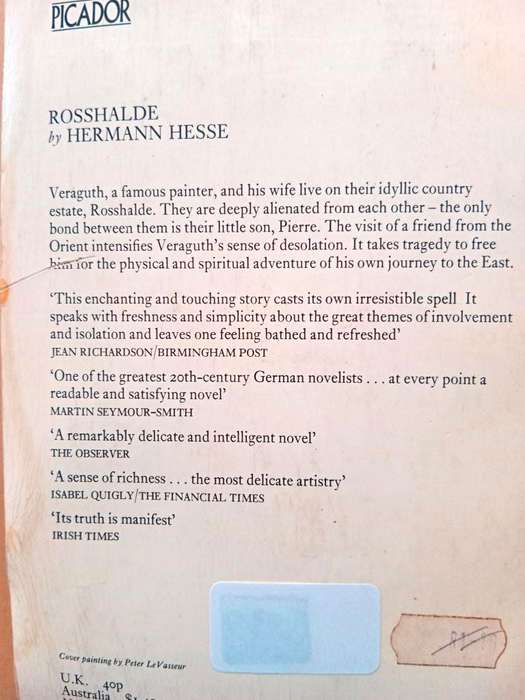 PICADOR
ROSSHALDE
by HERMANN HESSE
Veraguth, a famous painter, and his wife live on their idyllic country
estate, Rosshalde. They are deeply alienated from each other – the only
bond between them is their little son, Pierre. The visit of a friend from the
Orient intensifies Veraguth's sense of desolation. It takes tragedy to free
him for the physical and spiritual adventure of his own journey to the East.
'This enchanting and touching story casts its own irresistible spell It
speaks with freshness and simplicity about the great themes of involvement
and isolation and leaves one feeling bathed and refreshed'
JEAN RICHARDSON/BIRMINGHAM POST
'One of the greatest 20th-century German novelists . . . at every point a
readable and satisfying novel'
MARTIN SEYMOUR-SMITH
'A remarkably delicate and intelligent novel'
THE OBSERVER
'A sense of richness . . . the most delicate artistry'
ISABEL QUIGLY/THE FINANCIAL TIMES
'Its truth is manifest'
IRISH TIMES
Cover painting by Peter Le Vasseur
U.K. 40p
Australia